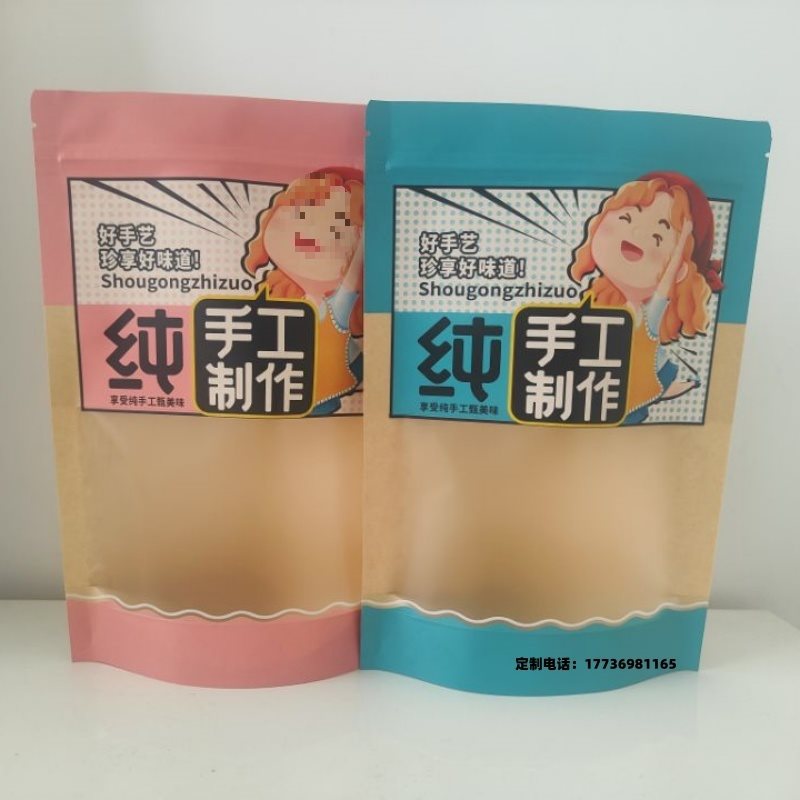 好手艺
珍享好味道!
Shougongzhizuo
纯
手工
制作
享受纯手工甄美味
好手艺
珍享好味道!
Shougongzhizuo
纯
手工
制作
享受纯手工甄美味
定制电话：17736981165